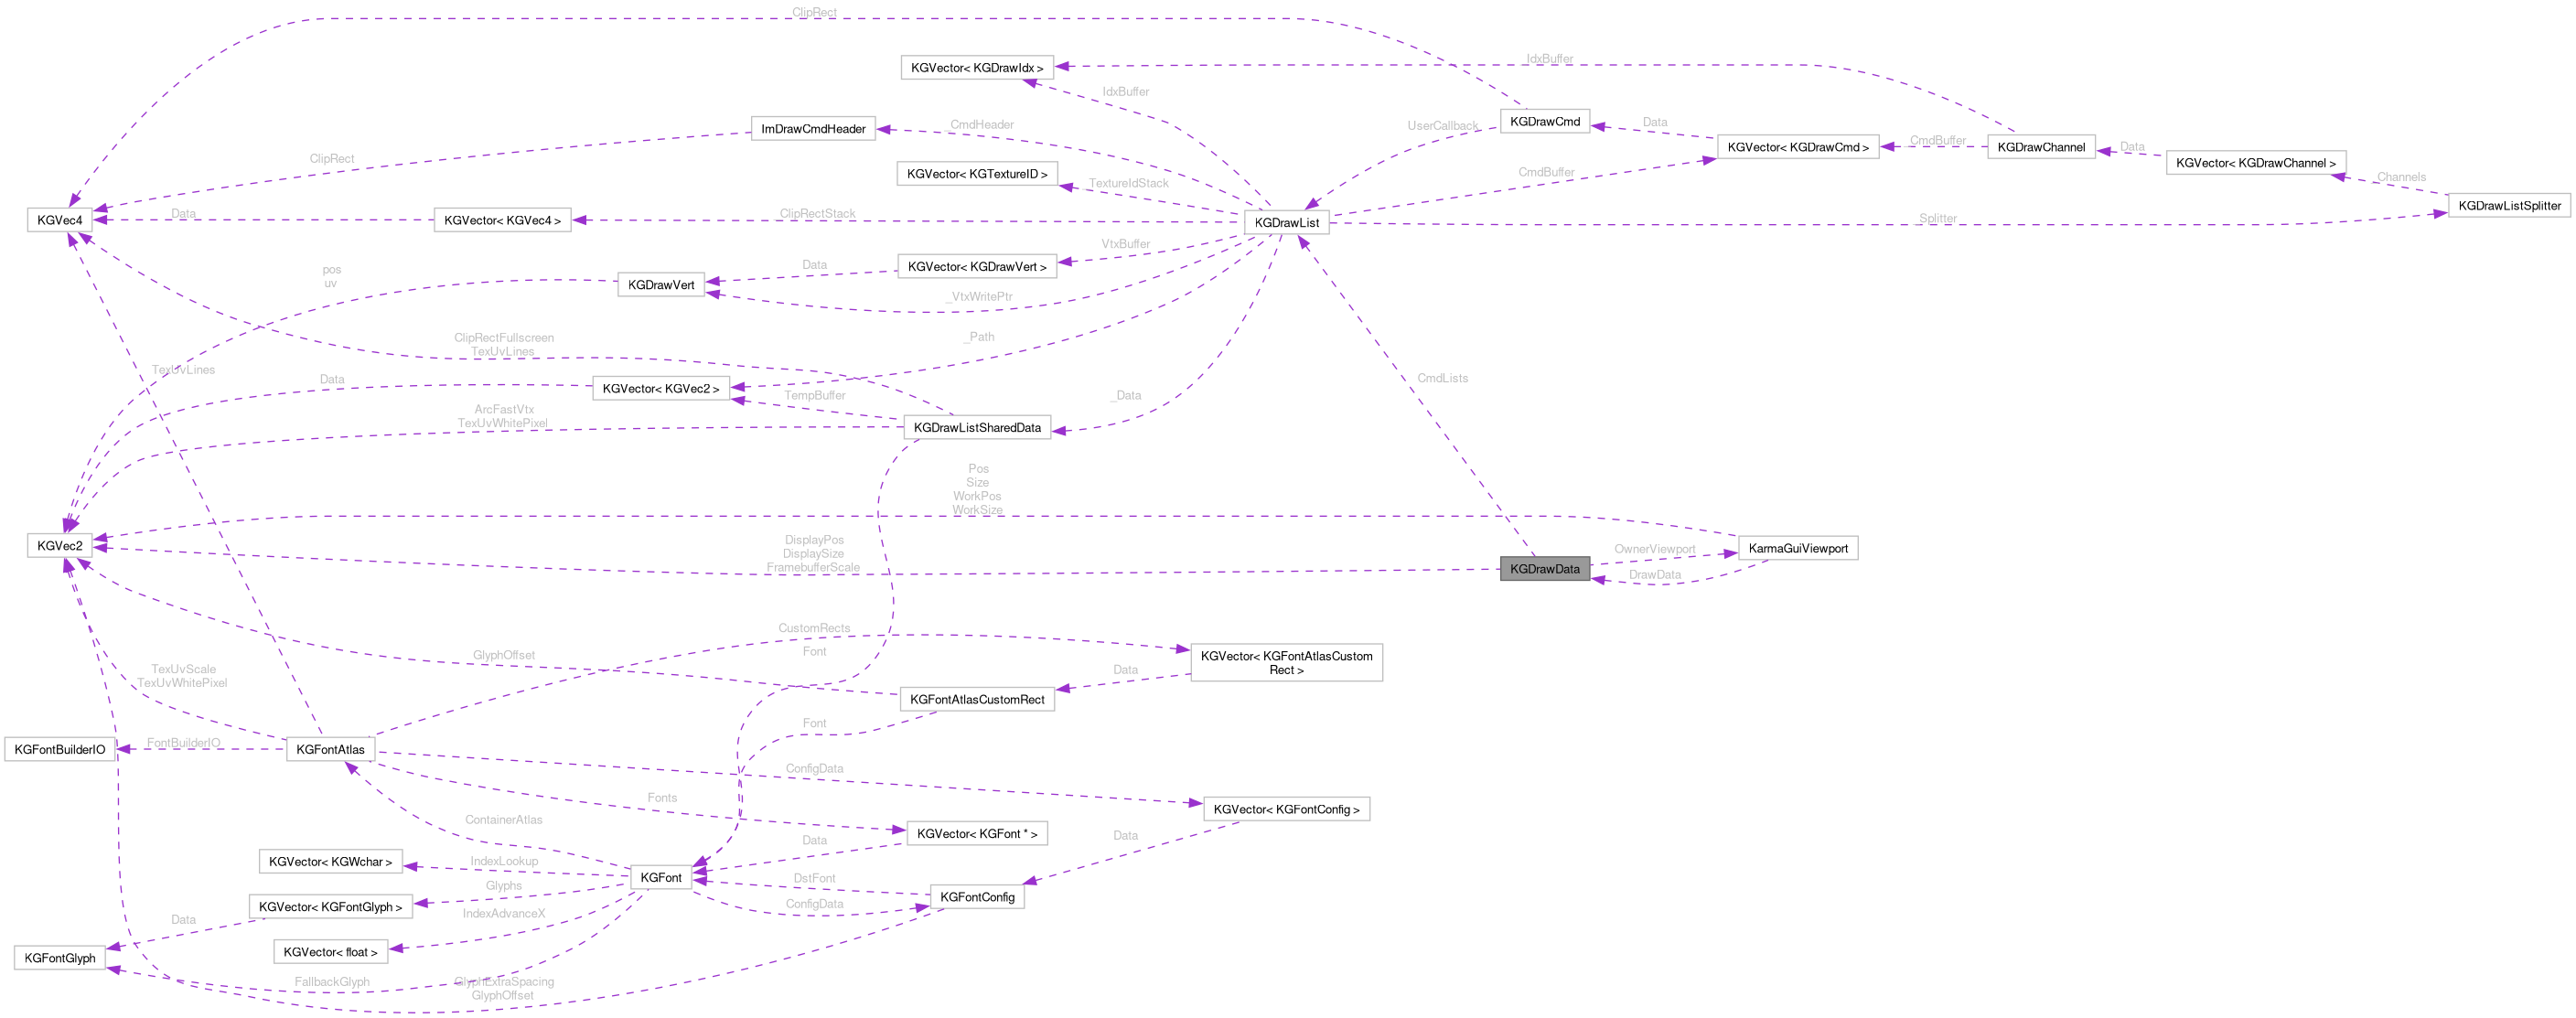 ClipRect
IdxBuffer
KGVector< KGDrawIdx >
IdxBuffer
KGDrawCmd
Data
UserCallback
_CmdHeader
ImDrawCmdHeader
KGVector< KGDrawCmd >
CmdBuffer
KGDrawChannel
Data
KGVector< KGDrawChannel >
ClipRect
KGVector< KGTextureID >
TextureIdStack
CmdBuffer
Channels
KGDrawListSplitter
KGVec4
Data
KGVector< KGVec4 >
ClipRectStack
KGDrawList
_Splitter
VtxBuffer
KGVector< KGDrawVert >
Data
pos
uv
KGDrawVert
_VtxWritePtr
ClipRectFullscreen
TexUvLines
_Path
TexUvLines
Data
KGVector< KGVec2 >
TempBuffer
_Data
CmdLists
ArcFastVtx
TexUvWhitePixel
KGDrawListSharedData
Pos
Size
WorkPos
WorkSize
KGVec2
DisplayPos
DisplaySize
FramebufferScale
KGDrawData
OwnerViewport
DrawData
KarmaGuiViewport
CustomRects
Font
GlyphOffset
KGVector< KGFontAtlasCustom
Rect >
Data
TexUvScale
TexUvWhitePixel
KGFontAtlasCustomRect
Font
KGFontBuilderIO
FontBuilderIO
KGFontAtlas
ConfigData
Fonts
KGVector< KGFontConfig >
ContainerAtlas
KGVector< KGFont * >
Data
Data
KGVector< KGWchar >
IndexLookup
KGFont
DstFont
Glyphs
KGVector< KGFontGlyph >
ConfigData
KGFontConfig
Data
IndexAdvanceX
KGVector< float >
KGFontGlyph
FallbackGlyph
GlyphExtraSpacing
GlyphOffset